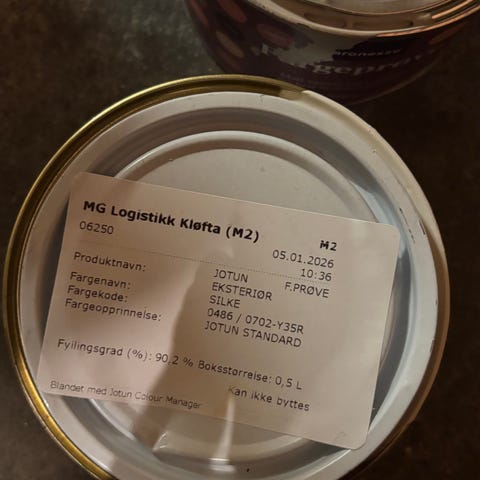 aronesse
MG Logistikk Kløfta (M2) M2
06250 05.01.2026
10:36
Produktnavn: JOTUN F.PRØVE
EKSTERIØR
Fargenavn: SILKE
Fargekode: 0486 / 0702-Y35R
Fargeopprinnelse: JOTUN STANDARD
Fyllingsgrad (%): 90,2 % Boksstørrelse: 0,5 L
Kan ikke byttes
Blandet med Jotun Colour Manager